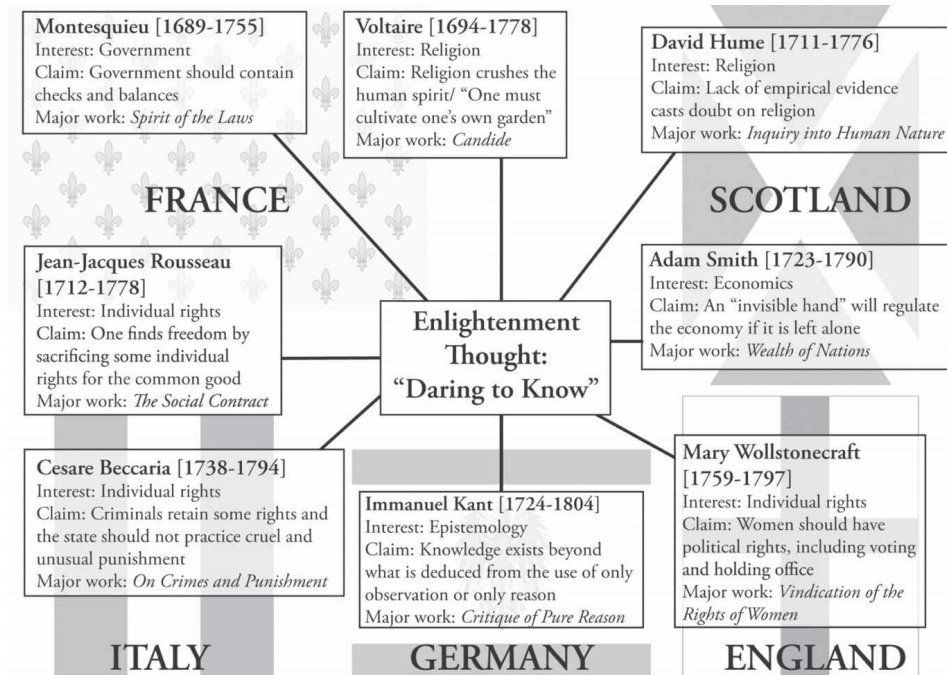 Montesquieu [1689-1755]
Interest: Government
Claim: Government should contain
checks and balances
Major work: Spirit of the Laws
Voltaire [1694-1778]
Interest: Religion
Claim: Religion crushes the
human spirit/ “One must
cultivate one’s own garden”
Major work: Candide
David Hume [1711-1776]
Interest: Religion
Claim: Lack of empirical evidence
casts doubt on religion
Major work: Inquiry into Human Nature
FRANCE
SCOTLAND
Jean-Jacques Rousseau
[1712-1778]
Interest: Individual rights
Claim: One finds freedom by
sacrificing some individual
rights for the common good
Major work: The Social Contract
Enlightenment
Thought:
“Daring to Know”
Adam Smith [1723-1790]
Interest: Economics
Claim: An “invisible hand” will regulate
the economy if it is left alone
Major work: Wealth of Nations
Cesare Beccaria [1738-1794]
Interest: Individual rights
Claim: Criminals retain some rights and
the state should not practice cruel and
unusual punishment
Major work: On Crimes and Punishment
Immanuel Kant [1724-1804]
Interest: Epistemology
Claim: Knowledge exists beyond
what is deduced from the use of only
observation or only reason
Major work: Critique of Pure Reason
Mary Wollstonecraft
[1759-1797]
Interest: Individual rights
Claim: Women should have
political rights, including voting
and holding office
Major work: Vindication of the
Rights of Women
ITALY
GERMANY
ENGLAND